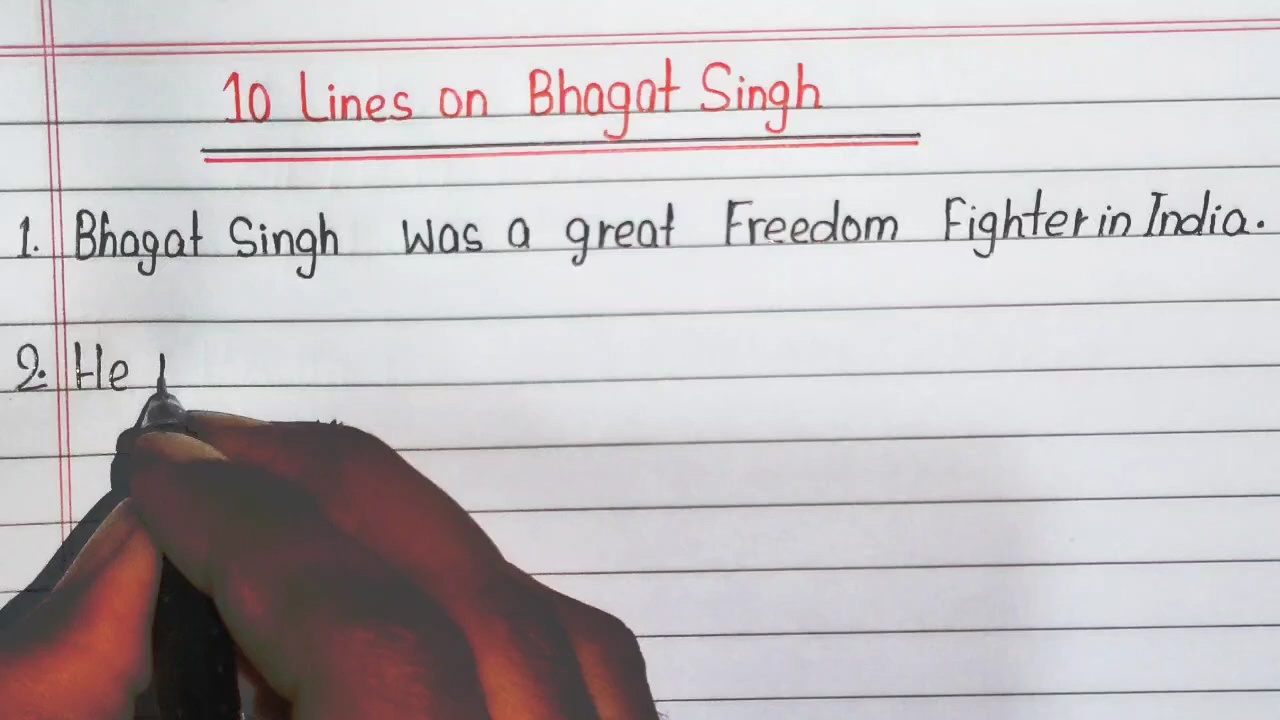 10 Lines on Bhagat Singh
1. Bhagat Singh Was a great Freedom Fighter in India.
2. He